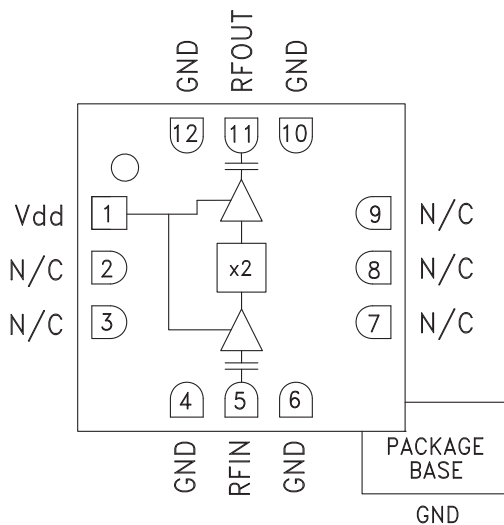 GND
RFOUT
GND
12
11
10
Vdd
1
9
N/C
N/C
2
x2
8
N/C
N/C
3
7
N/C
4
5
6
GND
RFIN
GND
PACKAGE
BASE
GND